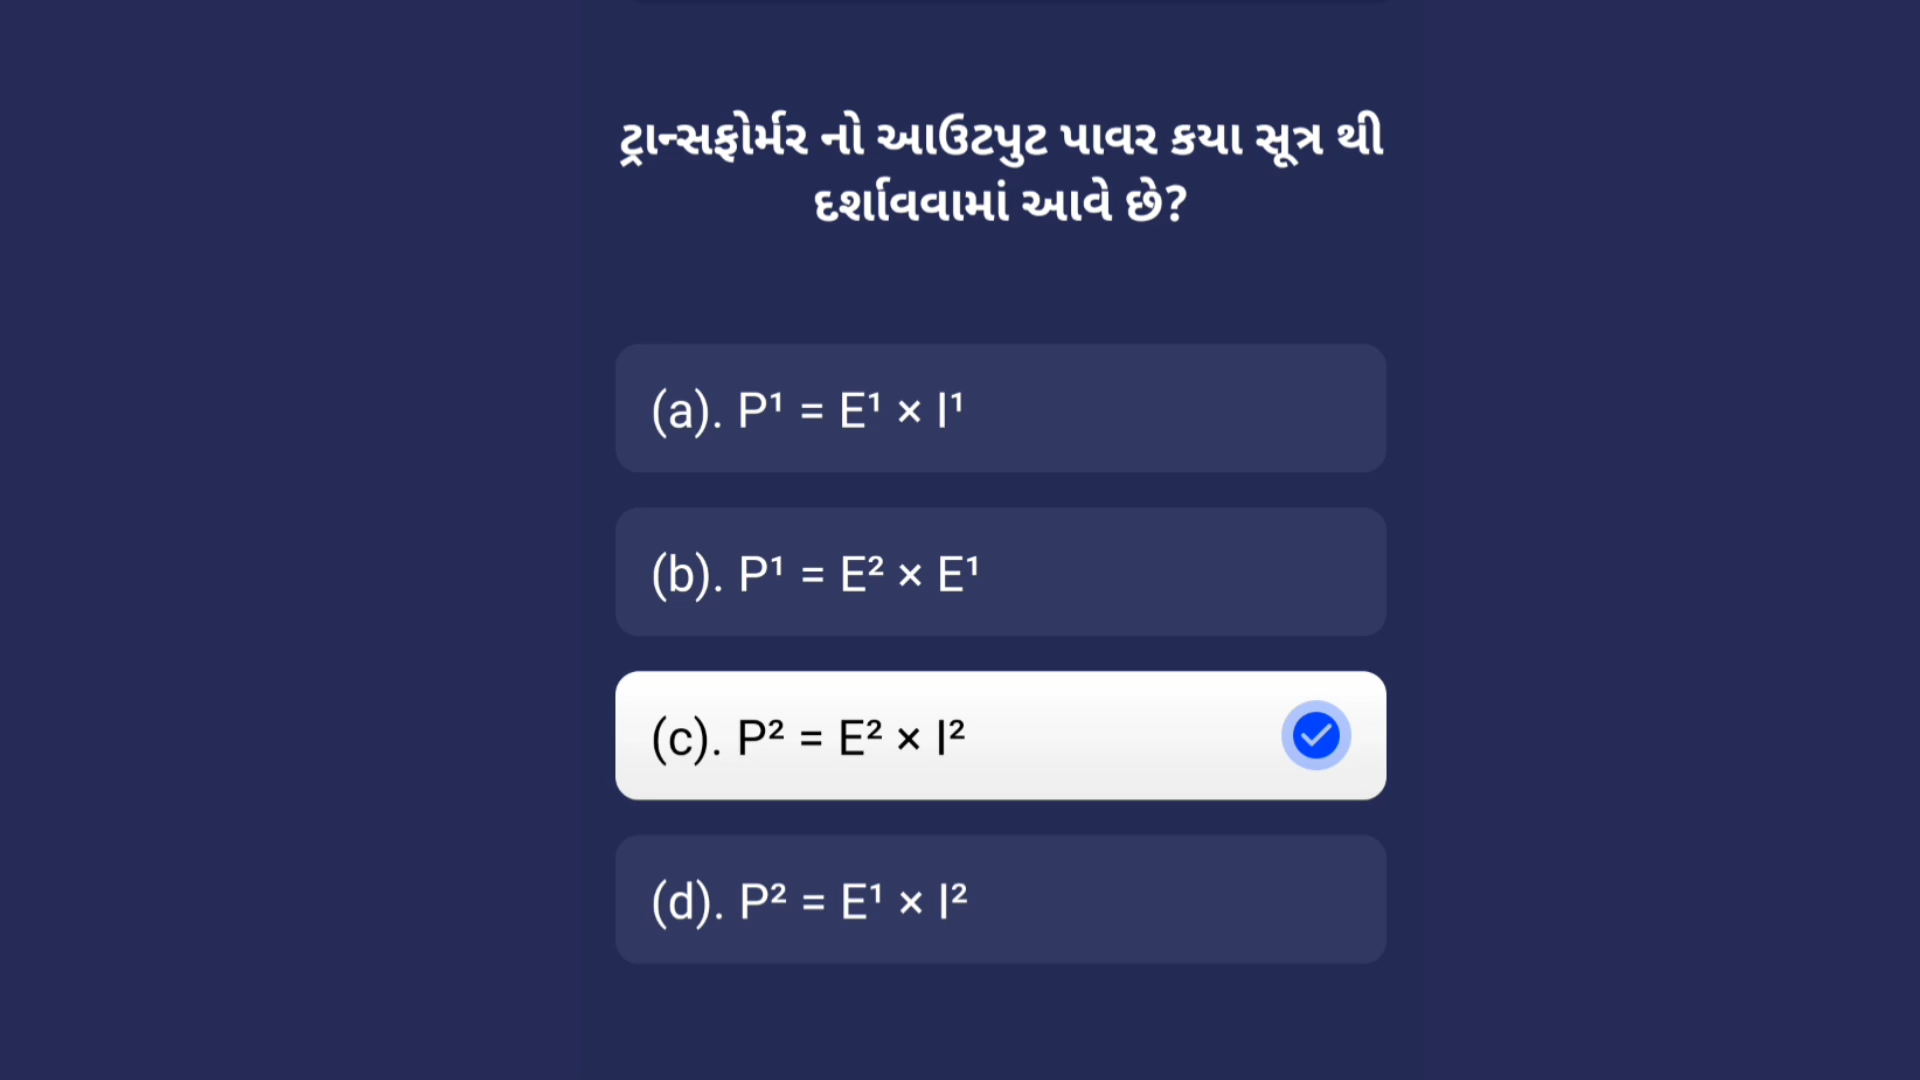 ટ્રાન્સફોર્મર નો આઉટપુટ પાવર કયા સૂત્ર થી
દર્શાવવામાં આવે છે?
(a). P¹ = E¹ × I¹
(b). P¹ = E² × E¹
(c). P² = E² × I²
(d). P² = E¹ × I²